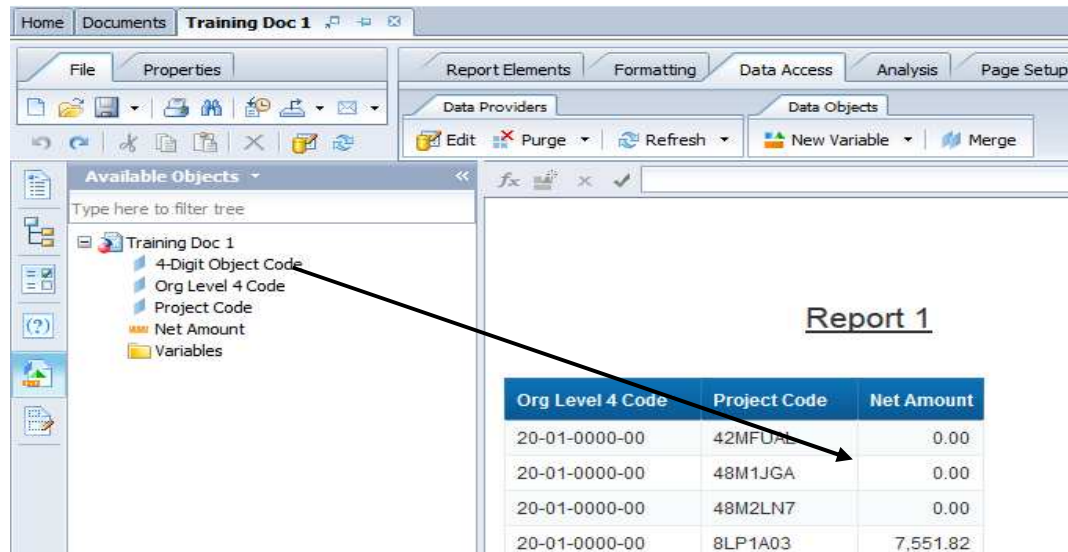 Home Documents Training Doc 1
File Properties Report Elements Formatting Data Access Analysis Page Setup
Data Providers Data Objects
Edit Purge Refresh New Variable Merge
Available Objects
Type here to filter tree
Training Doc 1
4-Digit Object Code
Org Level 4 Code
Project Code
Net Amount
Variables
Report 1
Org Level 4 Code Project Code Net Amount
20-01-0000-00 42MFUAL 0.00
20-01-0000-00 48M1JGA 0.00
20-01-0000-00 48M2LN7 0.00
20-01-0000-00 8LP1A03 7,551.82